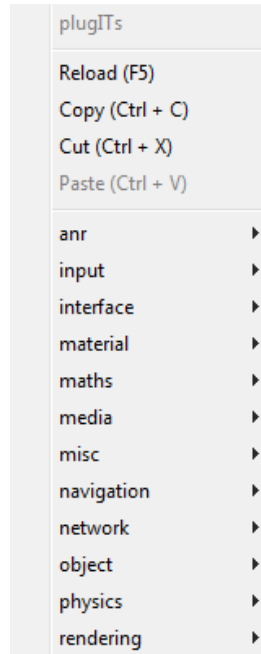 plugITs
Reload (F5)
Copy (Ctrl + C)
Cut (Ctrl + X)
Paste (Ctrl + V)
anr
input
interface
material
maths
media
misc
navigation
network
object
physics
rendering